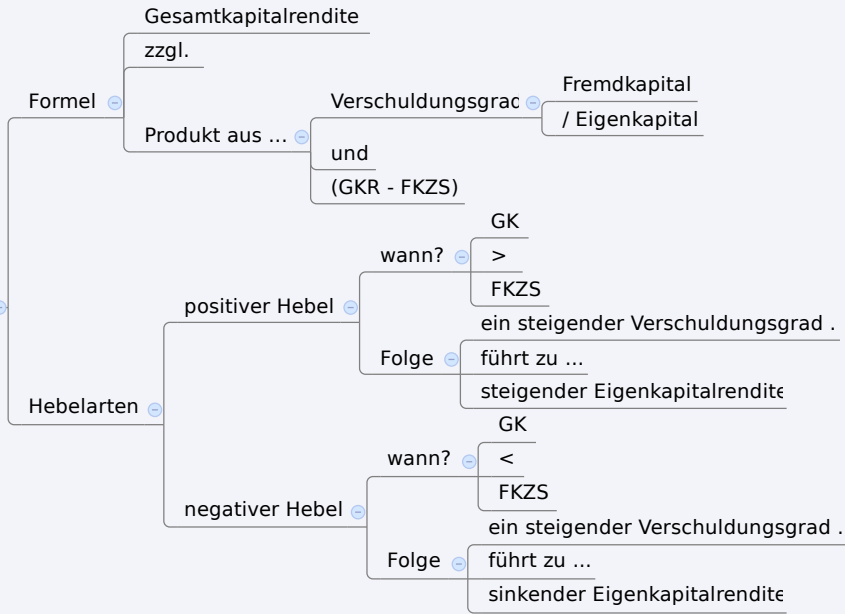 Gesamtkapitalrendite
zzgl.
Formel
Produkt aus ...
Verschuldungsgrad
Fremdkapital
/ Eigenkapital
und
(GKR - FKZS)
Hebelarten
positiver Hebel
wann?
GK
>
FKZS
Folge
ein steigender Verschuldungsgrad .
führt zu ...
steigender Eigenkapitalrendite
negativer Hebel
wann?
GK
<
FKZS
Folge
ein steigender Verschuldungsgrad .
führt zu ...
sinkender Eigenkapitalrendite